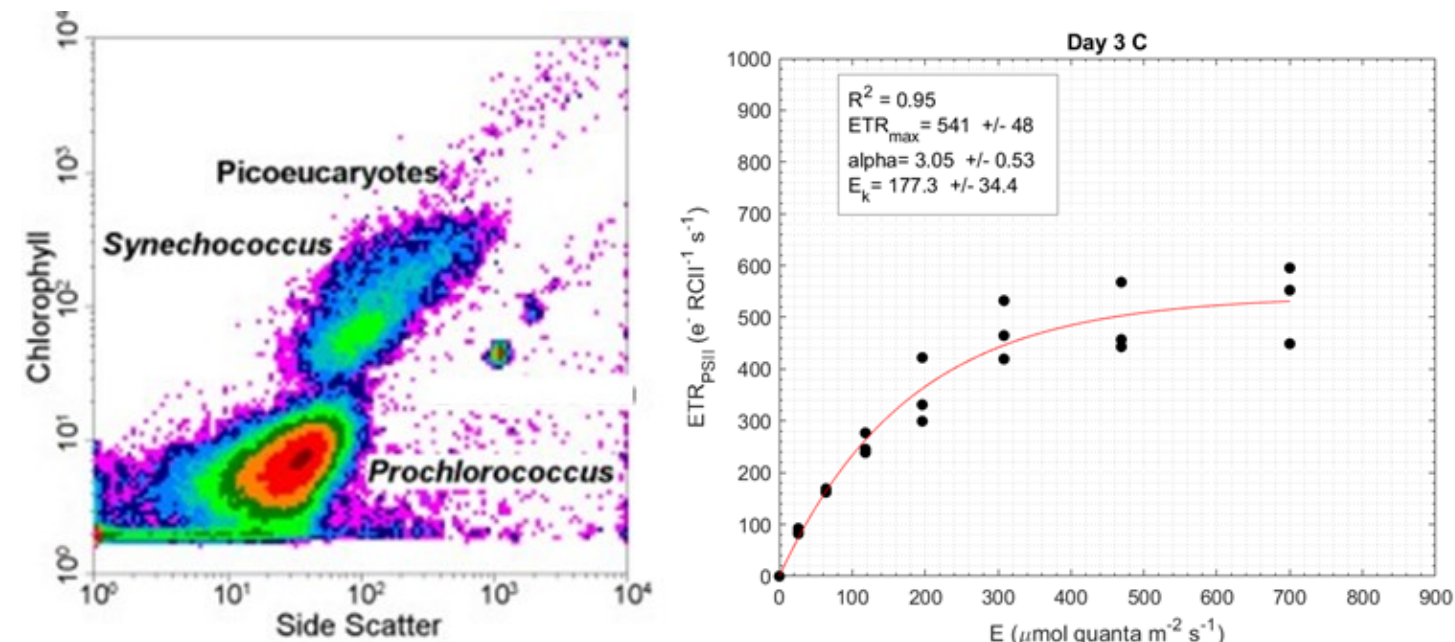 10⁴
10³
10²
10¹
10⁰
Chlorophyll
Picoeucaryotes
Synechococcus
Prochlorococcus
10⁰ 10¹ 10² 10³ 10⁴
Side Scatter
Day 3 C
R² = 0.95
ETRₘₐₓ= 541 +/- 48
alpha= 3.05 +/- 0.53
Eₖ= 177.3 +/- 34.4
1000
900
800
700
600
500
400
300
200
100
0
ETR_PSII (e⁻ RCII⁻¹ s⁻¹)
0 100 200 300 400 500 600 700 800 900
E (μmol quanta m⁻² s⁻¹)